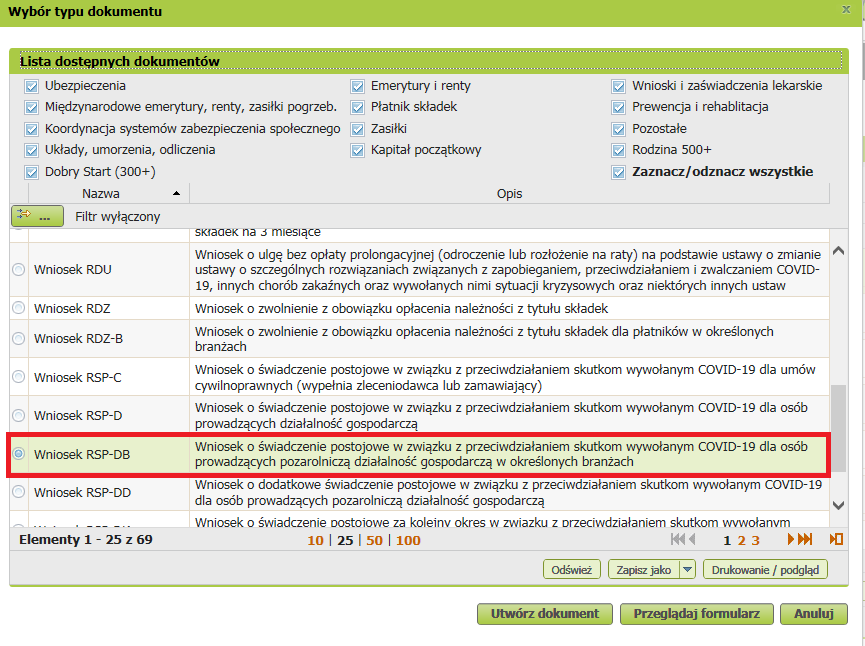 Wybór typu dokumentu
x
Lista dostępnych dokumentów
Ubezpieczenia
Emerytury i renty
Wnioski i zaświadczenia lekarskie
Międzynarodowe emerytury, renty, zasiłki pogrzeb.
Płatnik składek
Prewencja i rehablitacja
Koordynacja systemów zabezpieczenia społecznego
Zasiłki
Pozostałe
Układy, umorzenia, odliczenia
Kapitał początkowy
Rodzina 500+
Dobry Start (300+)
Zaznacz/odznacz wszystkie
Nazwa
Opis
...
Filtr wyłączony
składek na 3 miesiące
Wniosek RDU
Wniosek o ulgę bez opłaty prolongacyjnej (odroczenie lub rozłożenie na raty) na podstawie ustawy o zmianie
ustawy o szczególnych rozwiązaniach związanych z zapobieganiem, przeciwdziałaniem i zwalczaniem COVID-
19, innych chorób zakaźnych oraz wywołanych nimi sytuacji kryzysowych oraz niektórych innych ustaw
Wniosek RDZ
Wniosek o zwolnienie z obowiązku opłacenia należności z tytułu składek
Wniosek RDZ-B
Wniosek o zwolnienie z obowiązku opłacenia należności z tytułu składek dla płatników w określonych
branżach
Wniosek RSP-C
Wniosek o świadczenie postojowe w związku z przeciwdziałaniem skutkom wywołanym COVID-19 dla umów
cywilnoprawnych (wypełnia zleceniodawca lub zamawiający)
Wniosek RSP-D
Wniosek o świadczenie postojowe w związku z przeciwdziałaniem skutkom wywołanym COVID-19 dla osób
prowadzących działalność gospodarczą
Wniosek RSP-DB
Wniosek o świadczenie postojowe w związku z przeciwdziałaniem skutkom wywołanym COVID-19 dla osób
prowadzących pozarolniczą działalność gospodarczą w określonych branżach
Wniosek RSP-DD
Wniosek o dodatkowe świadczenie postojowe w związku z przeciwdziałaniem skutkom wywołanym COVID-19
dla osób prowadzących pozarolniczą działalność gospodarczą
Wniosek o świadczenie postojowe za kolejny okres w związku z przeciwdziałaniem skutkom wywołanym
Elementy 1 - 25 z 69
10 | 25 | 50 | 100
1 2 3
Odśwież
Zapisz jako
Drukowanie / podgląd
Utwórz dokument
Przeglądaj formularz
Anuluj